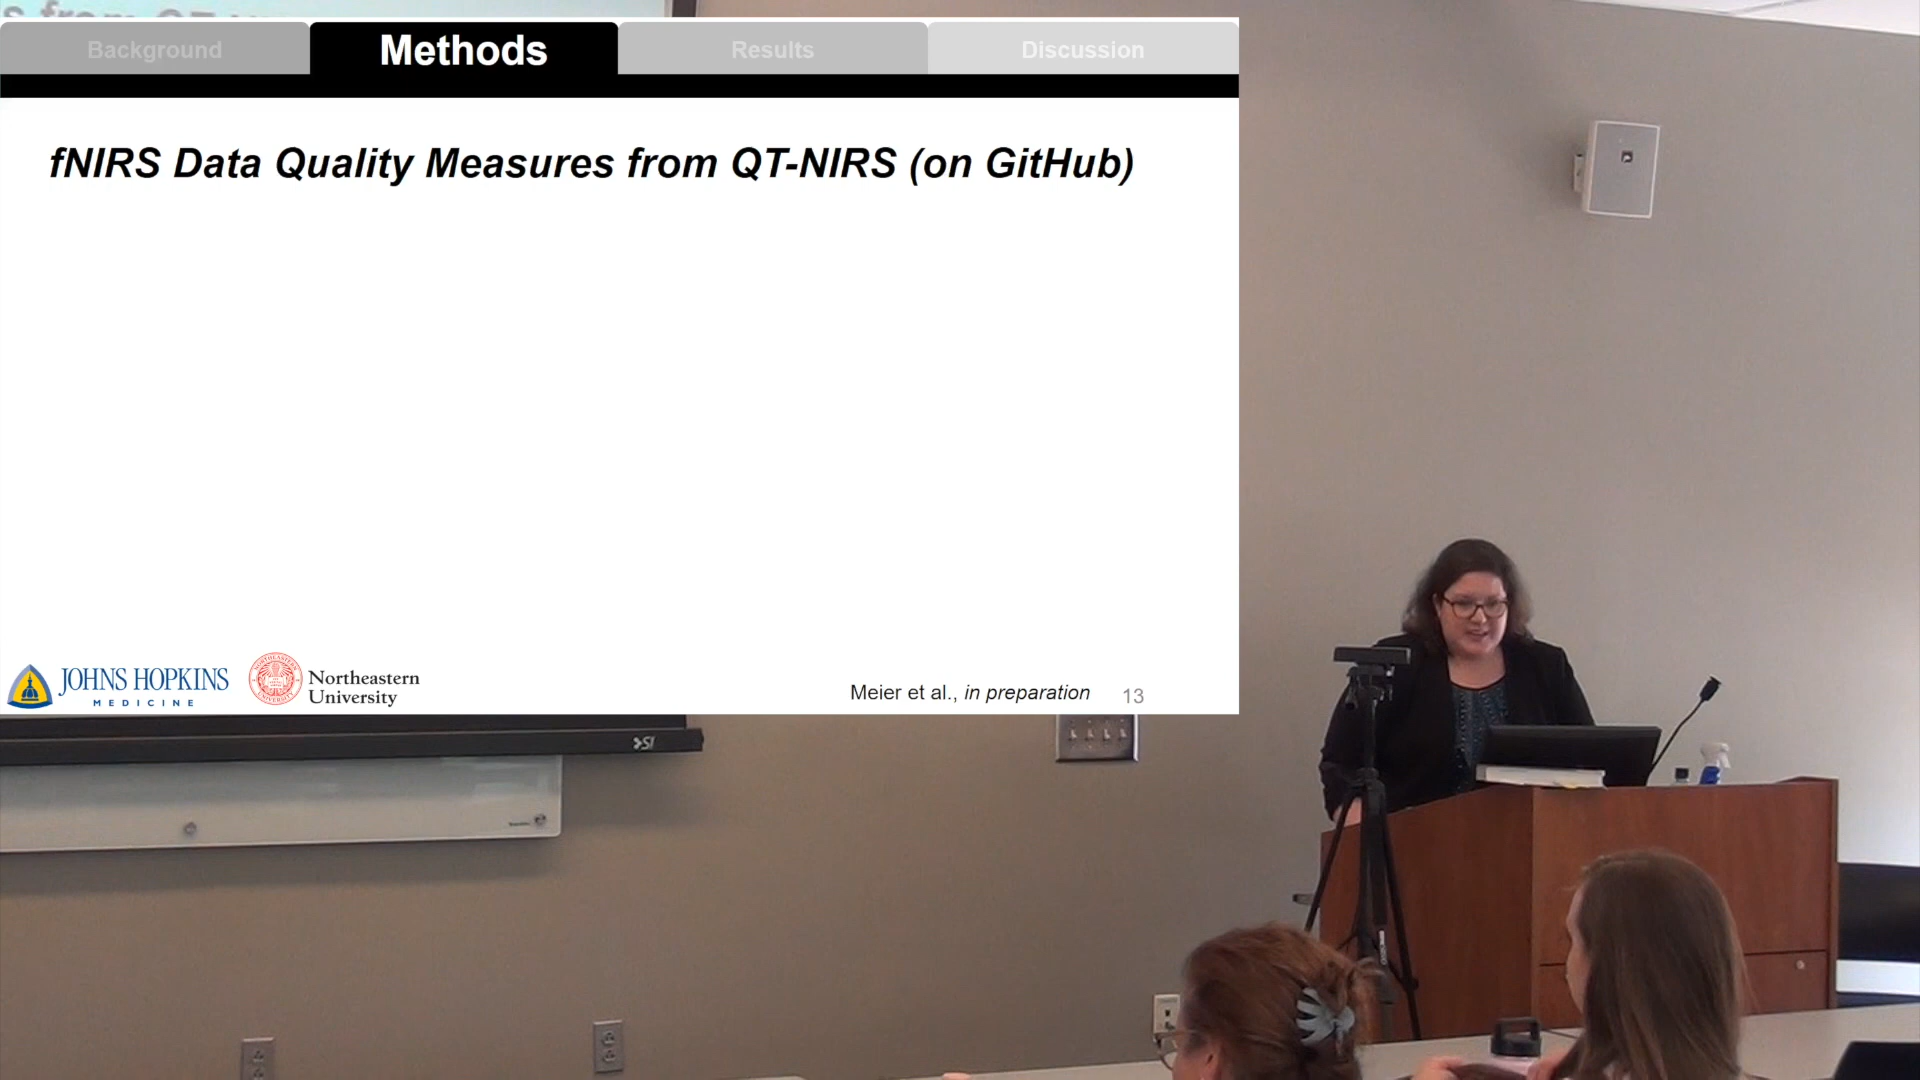 Background
Methods
Results
Discussion
fNIRS Data Quality Measures from QT-NIRS (on GitHub)
JOHNS HOPKINS
MEDICINE
Northeastern
University
Meier et al., in preparation
13